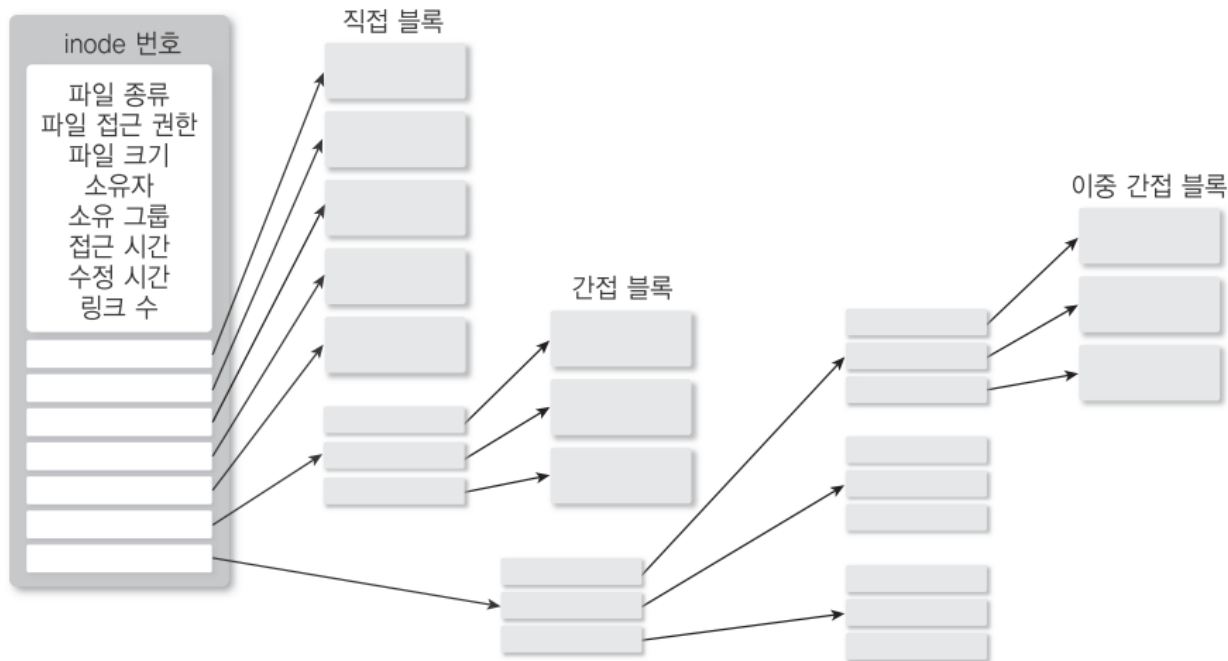 inode 번호
파일 종류
파일 접근 권한
파일 크기
소유자
소유 그룹
접근 시간
수정 시간
링크 수
직접 블록
간접 블록
이중 간접 블록